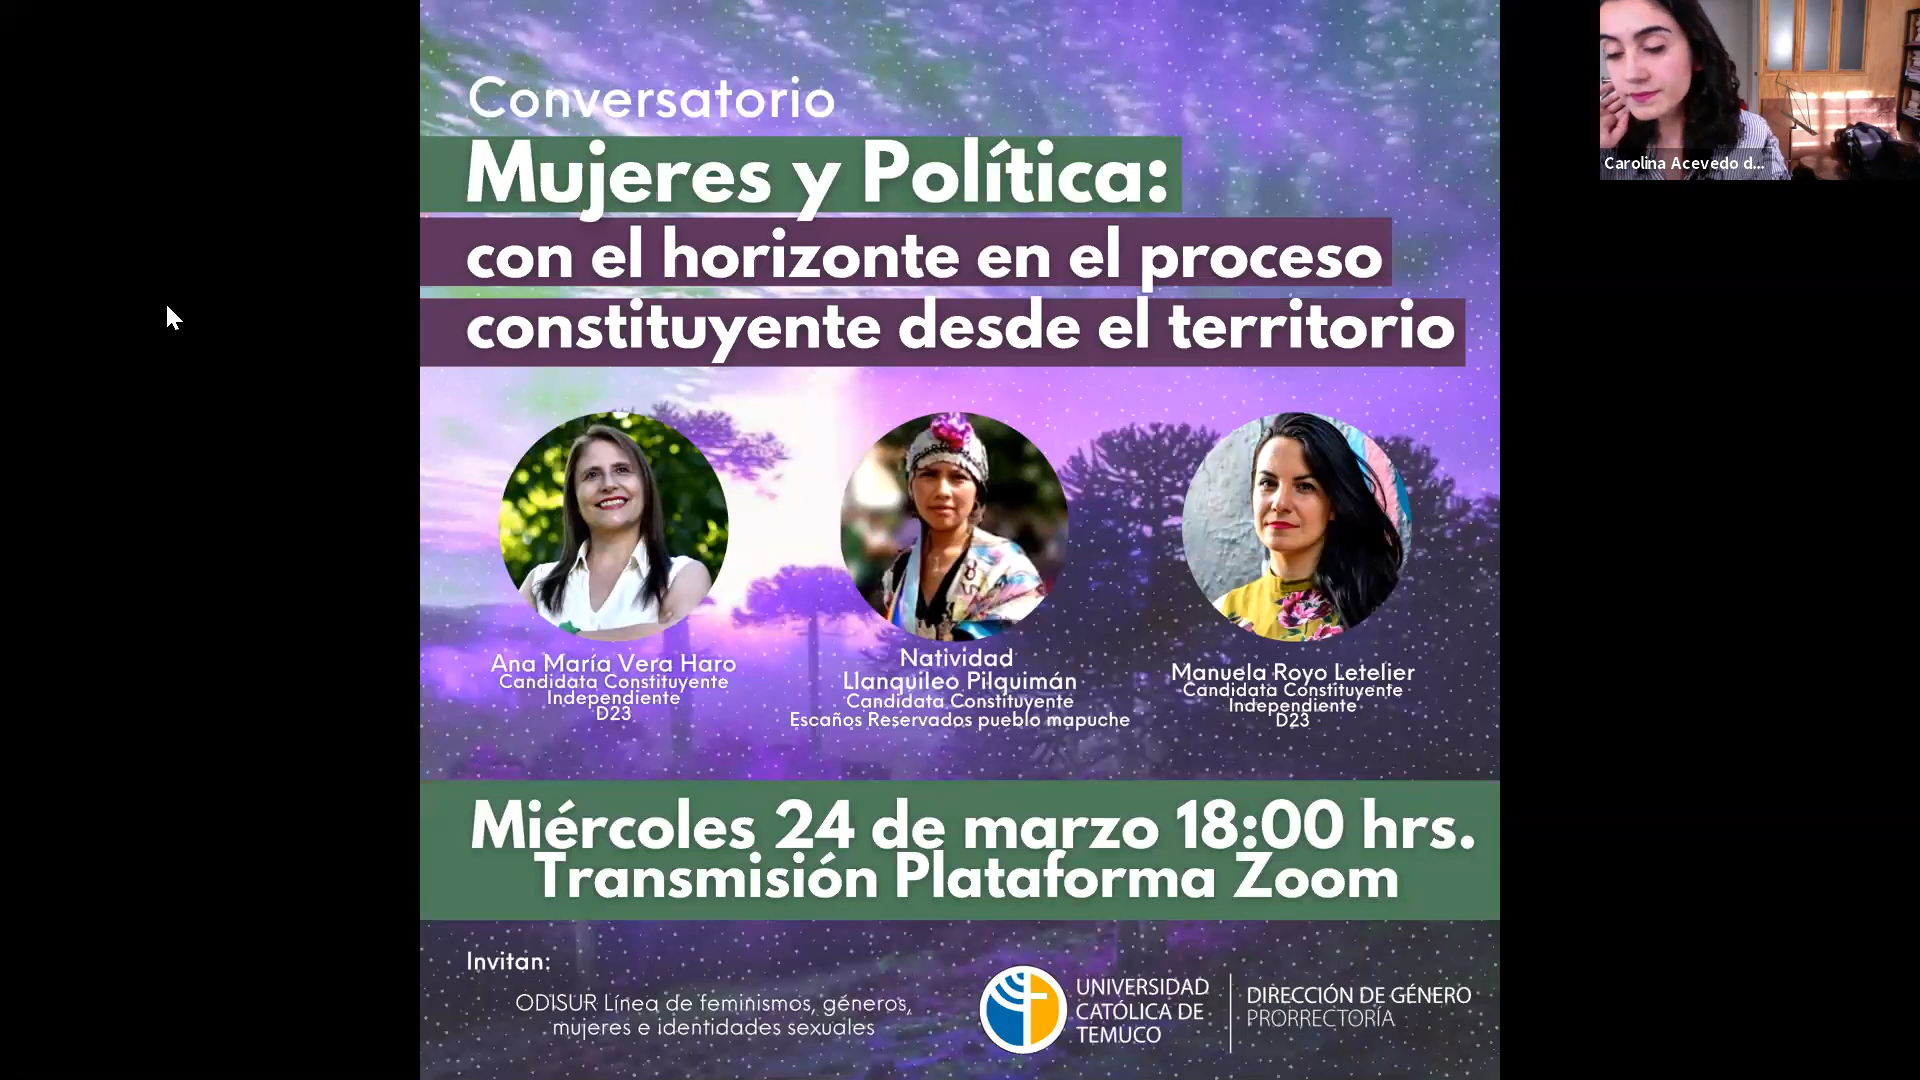 Conversatorio
Mujeres y Política:
con el horizonte en el proceso
constituyente desde el territorio
Ana María Vera Haro
Candidata Constituyente
Independiente
D23
Natividad
Llanquileo Pilquimán
Candidata Constituyente
Escaños Reservados pueblo mapuche
Manuela Royo Letelier
Candidata Constituyente
Independiente
D23
Miércoles 24 de marzo 18:00 hrs.
Transmisión Plataforma Zoom
Invitan:
ODISUR Línea de feminismos, géneros,
mujeres e identidades sexuales
UNIVERSIDAD
CATÓLICA DE
TEMUCO
DIRECCIÓN DE GÉNERO
PRORRECTORÍA
Carolina Acevedo d...